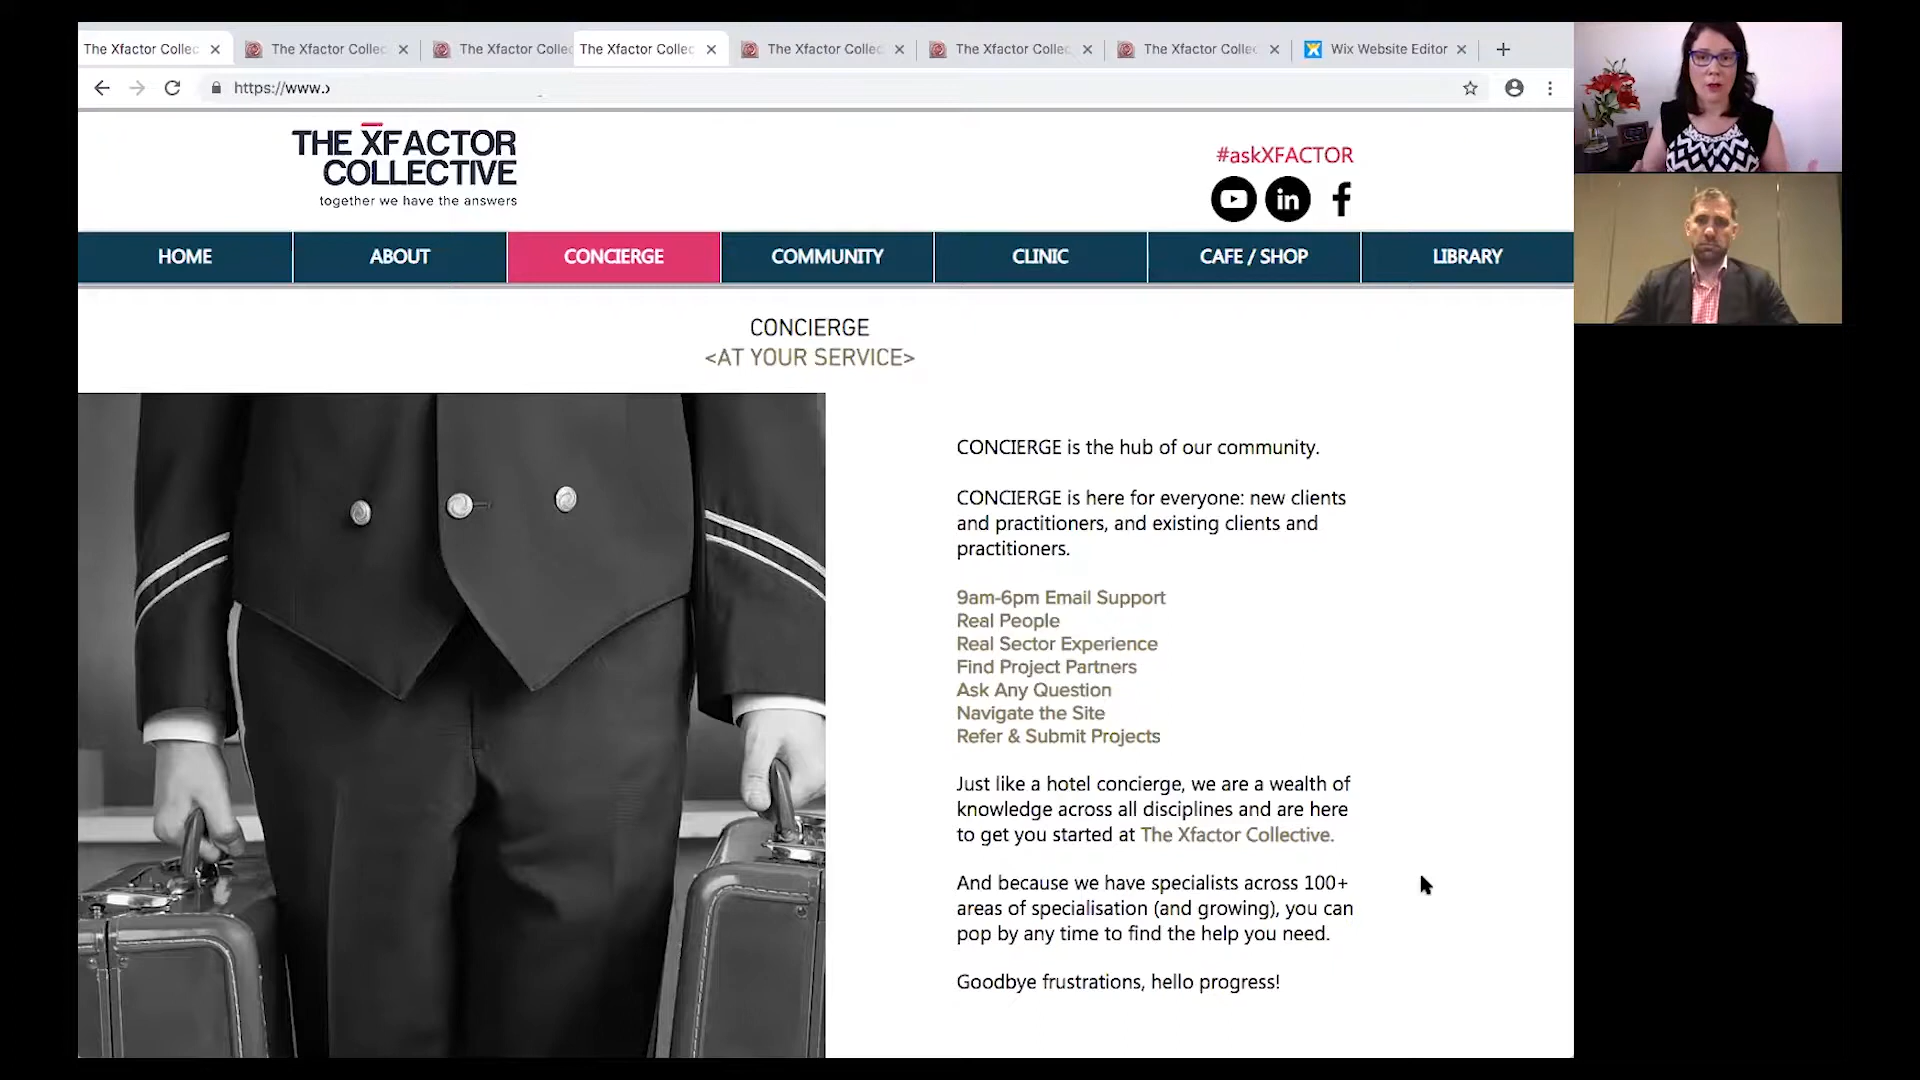 The Xfactor Collec
The Xfactor Collec
The Xfactor Collec
The Xfactor Collec
The Xfactor Collec
The Xfactor Collec
The Xfactor Collec
Wix Website Editor
https://www.
THE XFACTOR
COLLECTIVE
together we have the answers
#askXFACTOR
in
f
HOME
ABOUT
CONCIERGE
COMMUNITY
CLINIC
CAFE / SHOP
LIBRARY
CONCIERGE
<AT YOUR SERVICE>
CONCIERGE is the hub of our community.
CONCIERGE is here for everyone: new clients
and practitioners, and existing clients and
practitioners.
9am-6pm Email Support
Real People
Real Sector Experience
Find Project Partners
Ask Any Question
Navigate the Site
Refer & Submit Projects
Just like a hotel concierge, we are a wealth of
knowledge across all disciplines and are here
to get you started at The Xfactor Collective.
And because we have specialists across 100+
areas of specialisation (and growing), you can
pop by any time to find the help you need.
Goodbye frustrations, hello progress!